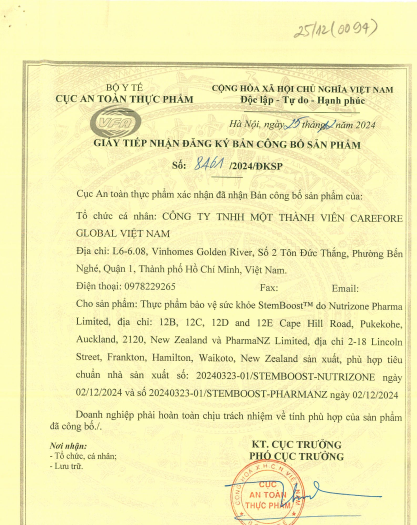 25/12 (0094)
BỘ Y TẾ
CỤC AN TOÀN THỰC PHẨM
CỘNG HÒA XÃ HỘI CHỦ NGHĨA VIỆT NAM
Độc lập - Tự do - Hạnh phúc
VFA
Hà Nội, ngày 25 tháng 12 năm 2024
GIẤY TIẾP NHẬN ĐĂNG KÝ BẢN CÔNG BỐ SẢN PHẨM
Số: 8461 /2024/ĐKSP
Cục An toàn thực phẩm xác nhận đã nhận Bản công bố sản phẩm của:
Tổ chức cá nhân: CÔNG TY TNHH MỘT THÀNH VIÊN CAREFORE
GLOBAL VIỆT NAM
Địa chỉ: L6-6.08, Vinhomes Golden River, Số 2 Tôn Đức Thắng, Phường Bến
Nghé, Quận 1, Thành phố Hồ Chí Minh, Việt Nam.
Điện thoại: 0978229265 Fax: Email:
Cho sản phẩm: Thực phẩm bảo vệ sức khỏe StemBoost™ do Nutrizone Pharma
Limited, địa chỉ: 12B, 12C, 12D and 12E Cape Hill Road, Pukekohe,
Auckland, 2120, New Zealand và PharmaNZ Limited, địa chỉ 2-18 Lincoln
Street, Frankton, Hamilton, Waikoto, New Zealand sản xuất, phù hợp tiêu
chuẩn nhà sản xuất số: 20240323-01/STEMBOOST-NUTRIZONE ngày
02/12/2024 và số 20240323-01/STEMBOOST-PHARMANZ ngày 02/12/2024
Doanh nghiệp phải hoàn toàn chịu trách nhiệm về tính phù hợp của sản phẩm
đã công bố./.
Nơi nhận:
- Tổ chức, cá nhân;
- Lưu trữ.
KT. CỤC TRƯỞNG
PHÓ CỤC TRƯỞNG
CỘNG HÒA X.H.C.N VIỆT NAM
CỤC
AN TOÀN
THỰC PHẨM